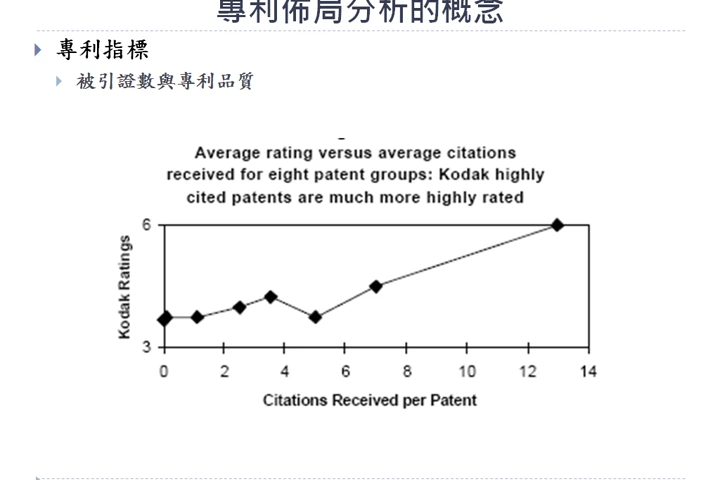 專利佈局分析的概念
專利指標
被引證數與專利品質
Average rating versus average citations
received for eight patent groups: Kodak highly
cited patents are much more highly rated
6
Kodak Ratings
3
0 2 4 6 8 10 12 14
Citations Received per Patent